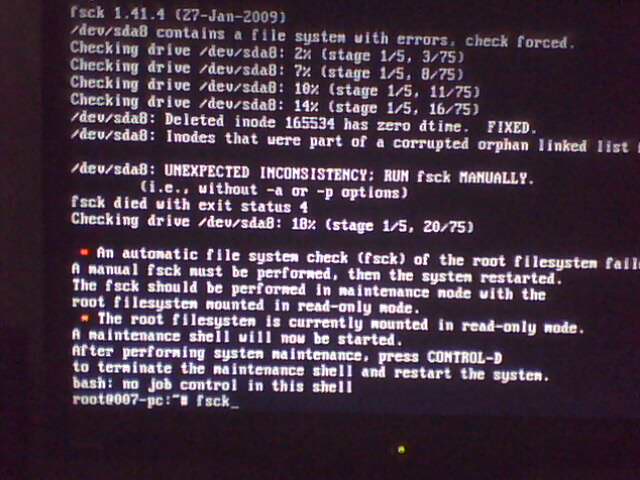 fsck 1.41.4 (27-Jan-2009)
/dev/sda8 contains a file system with errors, check forced.
Checking drive /dev/sda8: 2% (stage 1/5, 3/75)
Checking drive /dev/sda8: 7% (stage 1/5, 8/75)
Checking drive /dev/sda8: 10% (stage 1/5, 11/75)
Checking drive /dev/sda8: 14% (stage 1/5, 16/75)
/dev/sda8: Deleted inode 165534 has zero dtime.  FIXED.
/dev/sda8: Inodes that were part of a corrupted orphan linked list
/dev/sda8: UNEXPECTED INCONSISTENCY; RUN fsck MANUALLY.
(i.e., without -a or -p options)
fsck died with exit status 4
Checking drive /dev/sda8: 18% (stage 1/5, 20/75)
* An automatic file system check (fsck) of the root filesystem faile
A manual fsck must be performed, then the system restarted.
The fsck should be performed in maintenance mode with the
root filesystem mounted in read-only mode.
* The root filesystem is currently mounted in read-only mode.
A maintenance shell will now be started.
After performing system maintenance, press CONTROL-D
to terminate the maintenance shell and restart the system.
bash: no job control in this shell
root@007-pc:~# fsck_